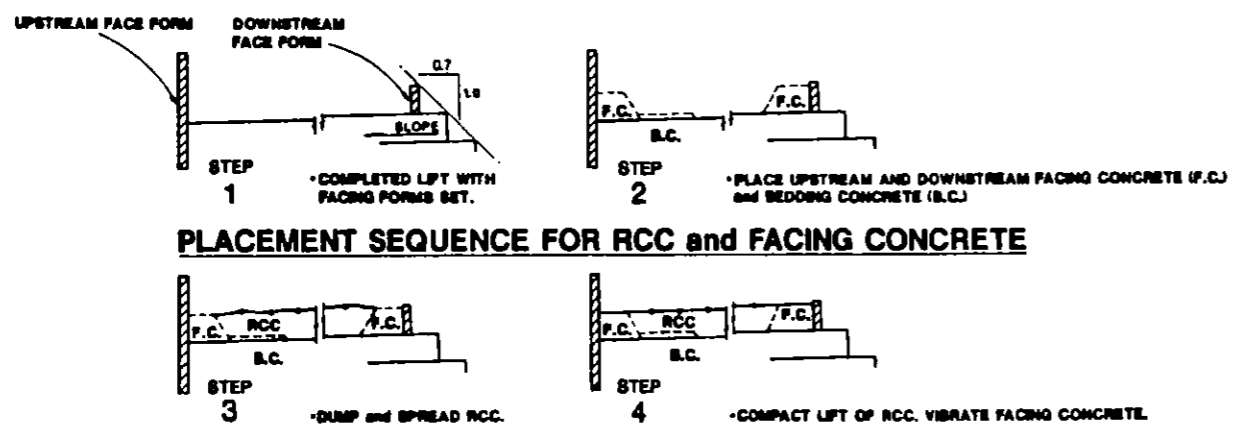 UPSTREAM FACE FORM
DOWNSTREAM
FACE FORM
0.7
1.0
SLOPE
STEP
1
•COMPLETED LIFT WITH
FACING FORMS SET.
F.C.
F.C.
B.C.
STEP
2
•PLACE UPSTREAM AND DOWNSTREAM FACING CONCRETE (F.C.)
and BEDDING CONCRETE (B.C.)
PLACEMENT SEQUENCE FOR RCC and FACING CONCRETE
F.C.
RCC
F.C.
B.C.
STEP
3
•DUMP and SPREAD RCC.
F.C.
RCC
F.C.
B.C.
STEP
4
•COMPACT LIFT OF RCC. VIBRATE FACING CONCRETE.